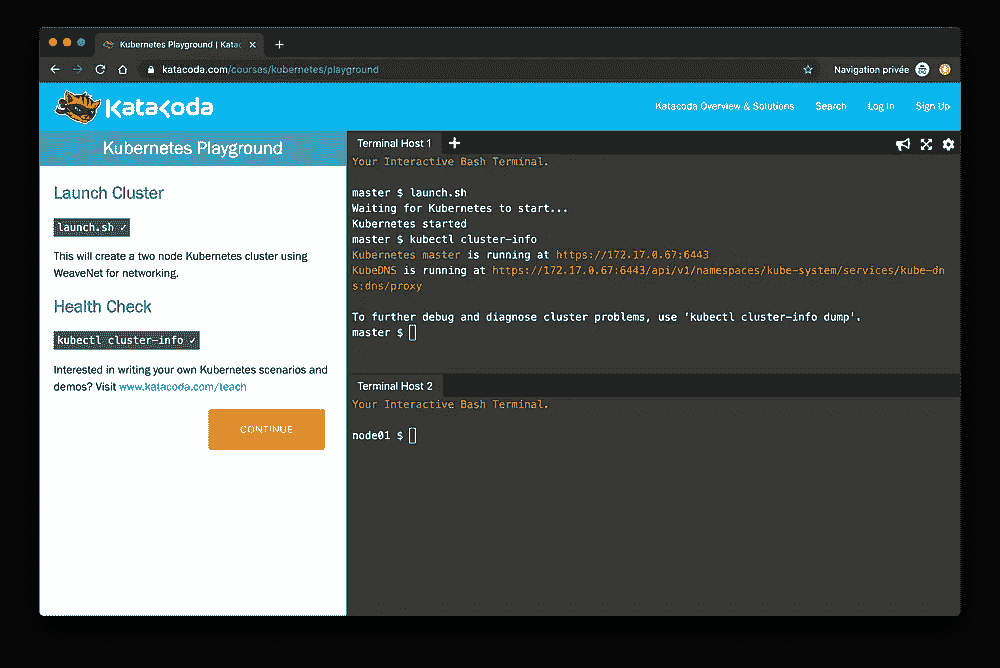 Kubernetes Playground | Katac
katacoda.com/courses/kubernetes/playground
Navigation privée
KataKoda
Katacoda Overview & Solutions
Search
Log In
Sign Up
Kubernetes Playground
Launch Cluster
launch.sh ✓
This will create a two node Kubernetes cluster using
WeaveNet for networking.
Health Check
kubectl cluster-info ✓
Interested in writing your own Kubernetes scenarios and
demos? Visit www.katacoda.com/teach
CONTINUE
Terminal Host 1
Your Interactive Bash Terminal.
master $ launch.sh
Waiting for Kubernetes to start...
Kubernetes started
master $ kubectl cluster-info
Kubernetes master is running at https://172.17.0.67:6443
KubeDNS is running at https://172.17.0.67:6443/api/v1/namespaces/kube-system/services/kube-dn
s:dns/proxy
To further debug and diagnose cluster problems, use 'kubectl cluster-info dump'.
master $
Terminal Host 2
Your Interactive Bash Terminal.
node01 $